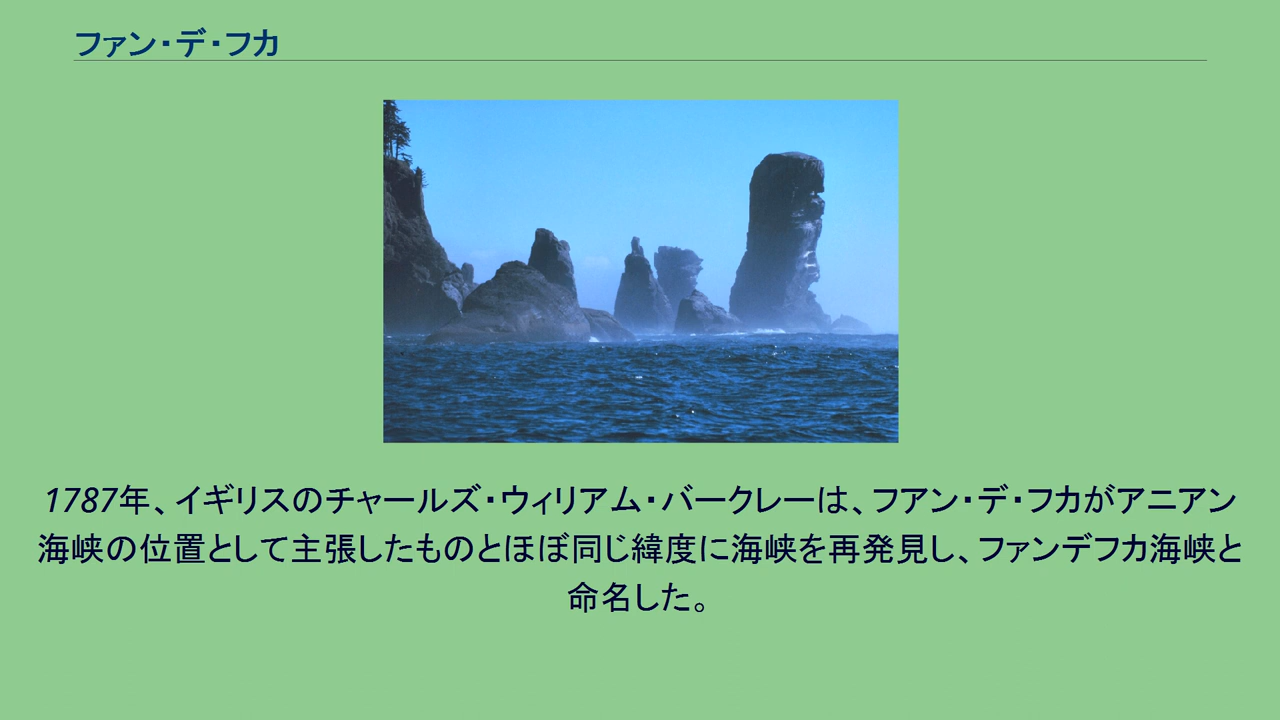 ファン・デ・フカ
1787年、イギリスのチャールズ・ウィリアム・バークレーは、フアン・デ・フカがアニアン
海峡の位置として主張したものとほぼ同じ緯度に海峡を再発見し、ファンデフカ海峡と
命名した。